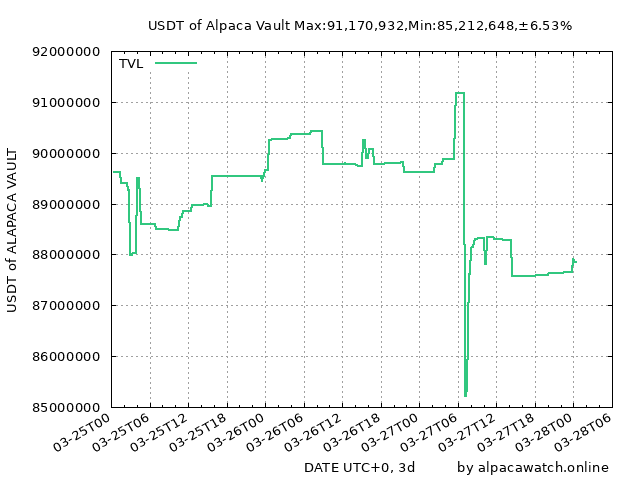 USDT of Alpaca Vault Max:91,170,932,Min:85,212,648,±6.53%
TVL
92000000
91000000
90000000
89000000
88000000
87000000
86000000
85000000
USDT of ALAPACA VAULT
03-25T00
03-25T06
03-25T12
03-25T18
03-26T00
03-26T06
03-26T12
03-26T18
03-27T00
03-27T06
03-27T12
03-27T18
03-28T00
03-28T06
DATE UTC+0, 3d
by alpacawatch.online